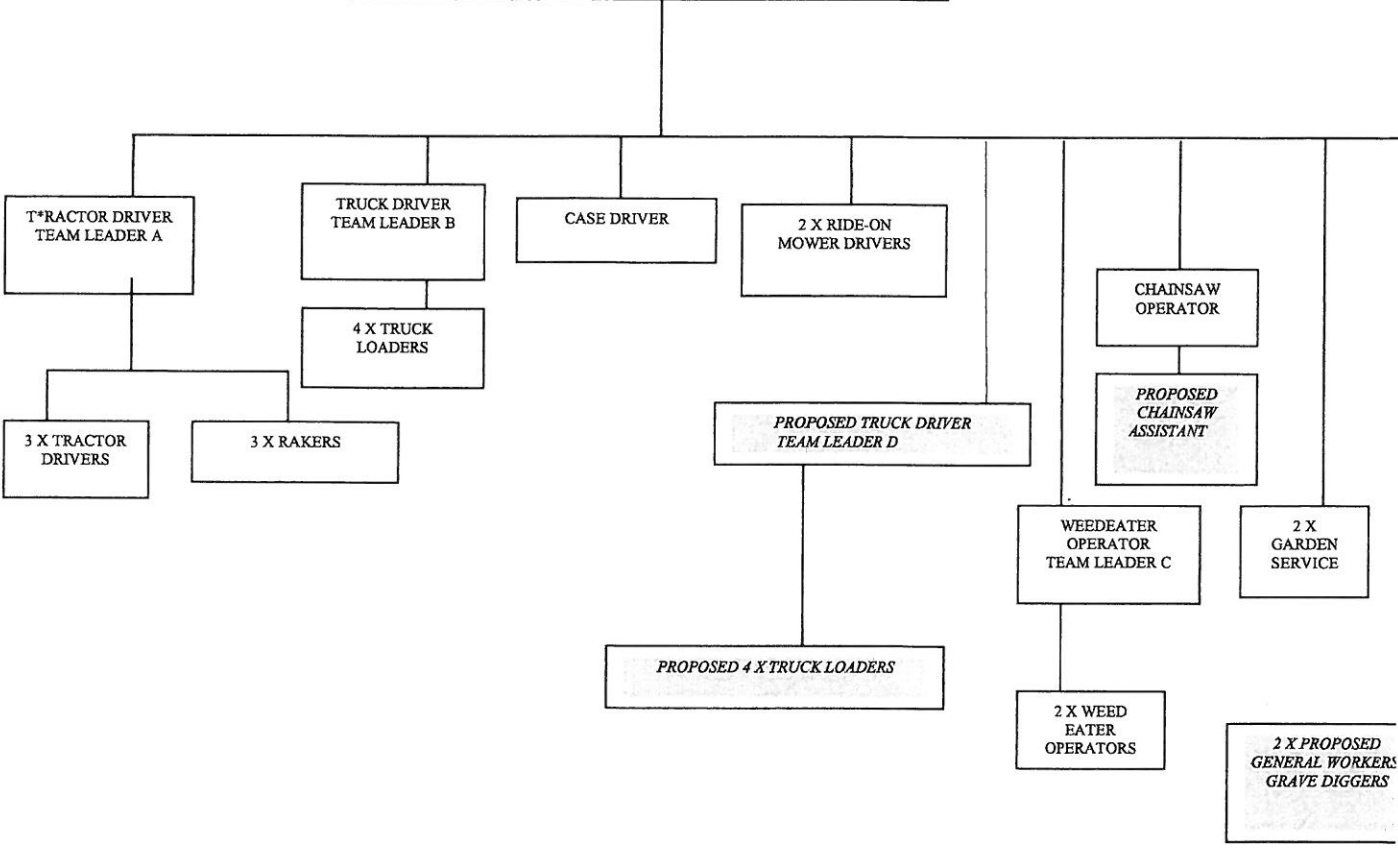 T*RACTOR DRIVER
TEAM LEADER A
TRUCK DRIVER
TEAM LEADER B
CASE DRIVER
2 X RIDE-ON
MOWER DRIVERS
CHAINSAW
OPERATOR
4 X TRUCK
LOADERS
PROPOSED
CHAINSAW
ASSISTANT
3 X TRACTOR
DRIVERS
3 X RAKERS
PROPOSED TRUCK DRIVER
TEAM LEADER D
WEEDEATER
OPERATOR
TEAM LEADER C
2 X
GARDEN
SERVICE
PROPOSED 4 X TRUCK LOADERS
2 X WEED
EATER
OPERATORS
2 X PROPOSED
GENERAL WORKERS
GRAVE DIGGERS